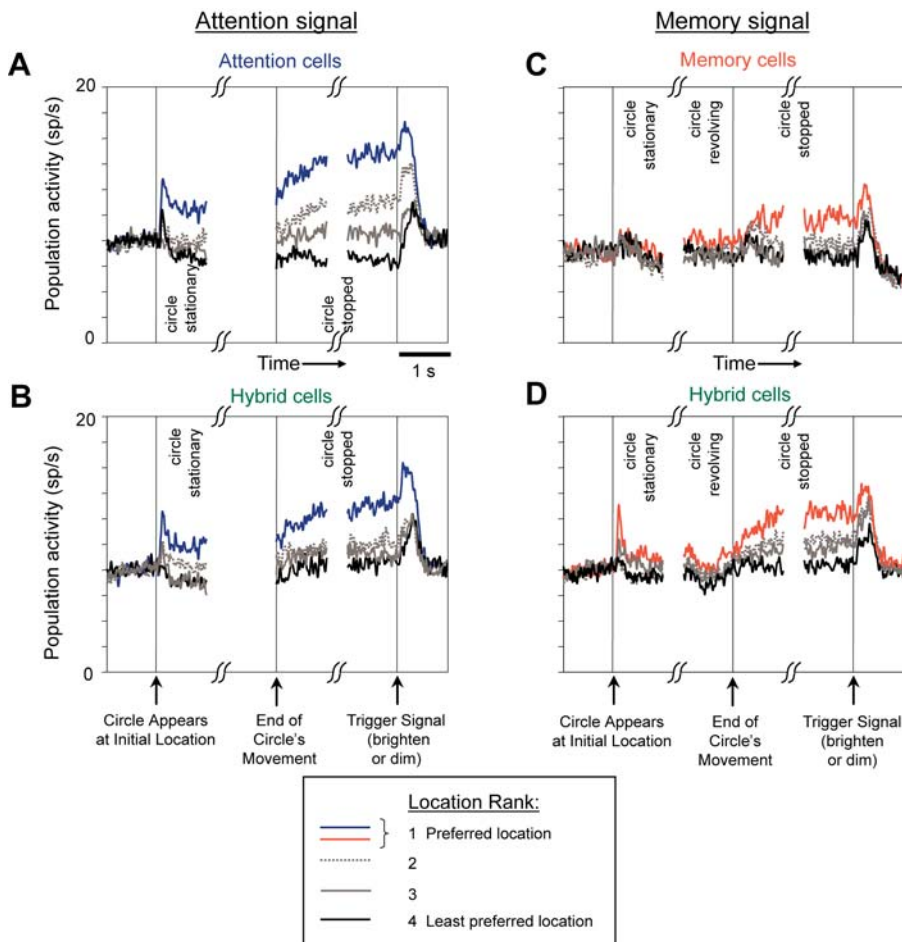 Attention signal
Memory signal
A
Attention cells
20
Population activity (sp/s)
0
circle
stationary
circle
stopped
Time
1 s
C
Memory cells
circle
stationary
circle
revolving
circle
stopped
Time
B
Hybrid cells
20
Population activity (sp/s)
0
circle
stationary
circle
stopped
Circle Appears
at Initial Location
End of
Circle's
Movement
Trigger Signal
(brighten
or dim)
D
Hybrid cells
circle
stationary
circle
revolving
circle
stopped
Circle Appears
at Initial Location
End of
Circle's
Movement
Trigger Signal
(brighten
or dim)
Location Rank:
1 Preferred location
2
3
4 Least preferred location